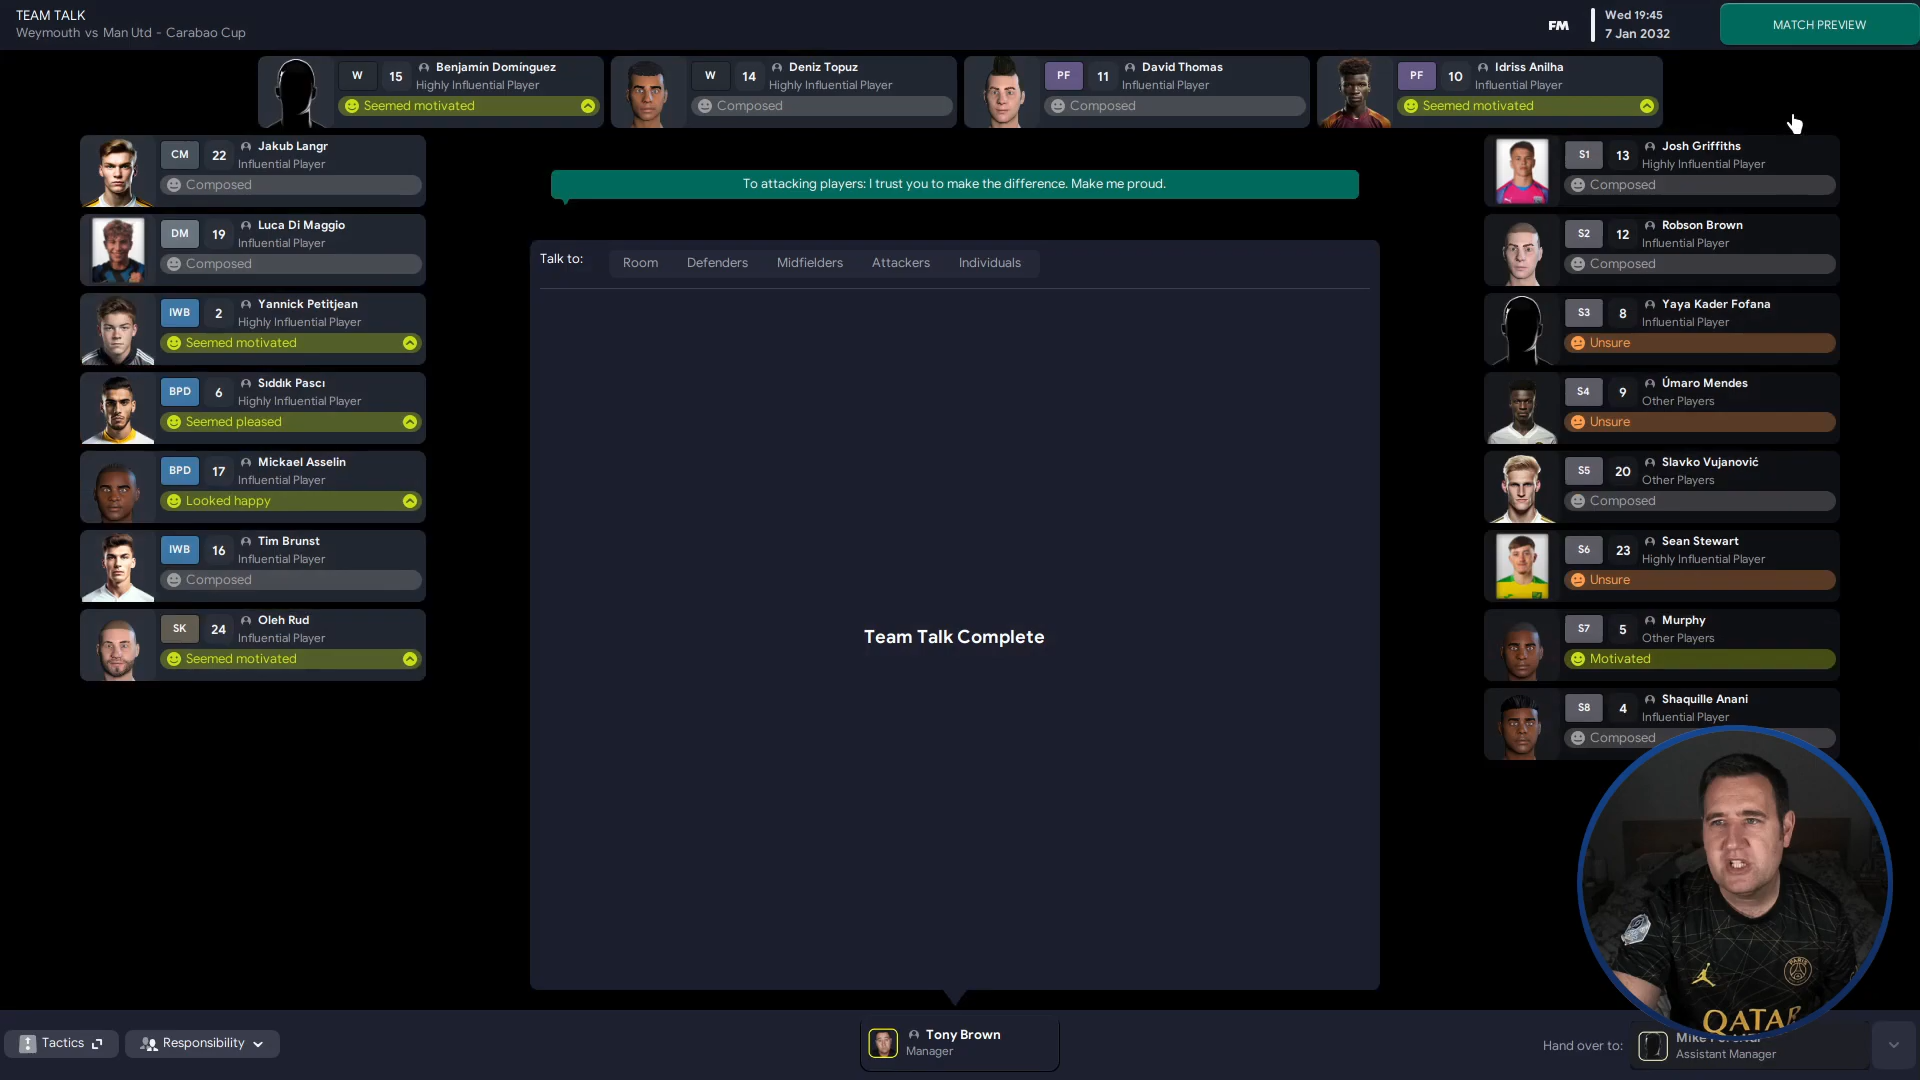 TEAM TALK
Weymouth vs Man Utd - Carabao Cup
FM
Wed 19:45
7 Jan 2032
MATCH PREVIEW
W 15 Benjamín Domínguez
Highly Influential Player
Seemed motivated
W 14 Deniz Topuz
Highly Influential Player
Composed
PF 11 David Thomas
Influential Player
Composed
PF 10 Idriss Anilha
Influential Player
Seemed motivated
CM 22 Jakub Langr
Influential Player
Composed
DM 19 Luca Di Maggio
Influential Player
Composed
IWB 2 Yannick Petitjean
Highly Influential Player
Seemed motivated
BPD 6 Sıddık Pascı
Highly Influential Player
Seemed pleased
BPD 17 Mickael Asselin
Influential Player
Looked happy
IWB 16 Tim Brunst
Influential Player
Composed
SK 24 Oleh Rud
Influential Player
Seemed motivated
To attacking players: I trust you to make the difference. Make me proud.
Talk to: Room Defenders Midfielders Attackers Individuals
Team Talk Complete
S1 13 Josh Griffiths
Highly Influential Player
Composed
S2 12 Robson Brown
Influential Player
Composed
S3 8 Yaya Kader Fofana
Influential Player
Unsure
S4 9 Úmaro Mendes
Other Players
Unsure
S5 20 Slavko Vujanović
Other Players
Composed
S6 23 Sean Stewart
Highly Influential Player
Unsure
S7 5 Murphy
Other Players
Motivated
S8 4 Shaquille Anani
Influential Player
Composed
PARIS
QATAR
Tactics
Responsibility
Tony Brown
Manager
Hand over to: Mike
Assistant Manager